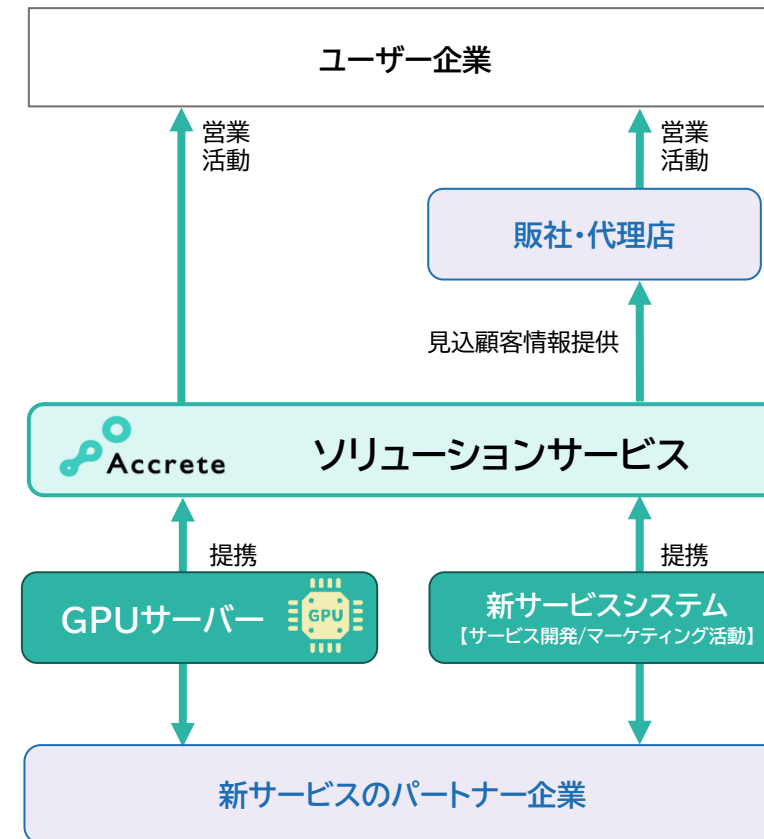 ユーザー企業
営業
活動
営業
活動
販社・代理店
見込顧客情報提供
Accrete
ソリューションサービス
提携
提携
GPUサーバー
GPU
新サービスシステム
【サービス開発/マーケティング活動】
新サービスのパートナー企業